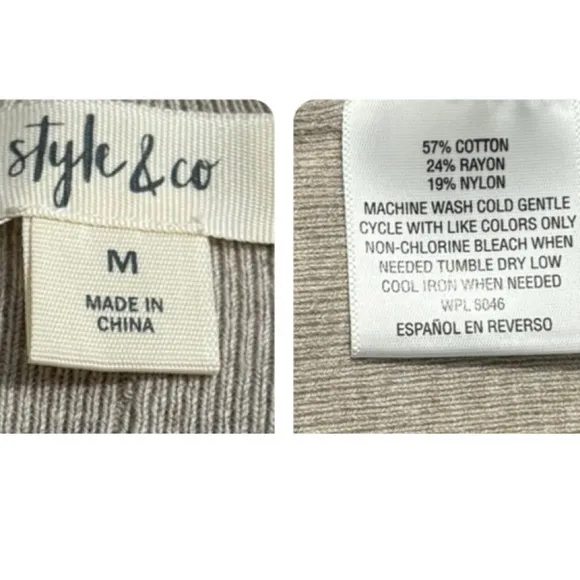 style & co
M
MADE IN
CHINA
57% COTTON
24% RAYON
19% NYLON
MACHINE WASH COLD GENTLE
CYCLE WITH LIKE COLORS ONLY
NON-CHLORINE BLEACH WHEN
NEEDED TUMBLE DRY LOW
COOL IRON WHEN NEEDED
WPL 5046
ESPAÑOL EN REVERSO